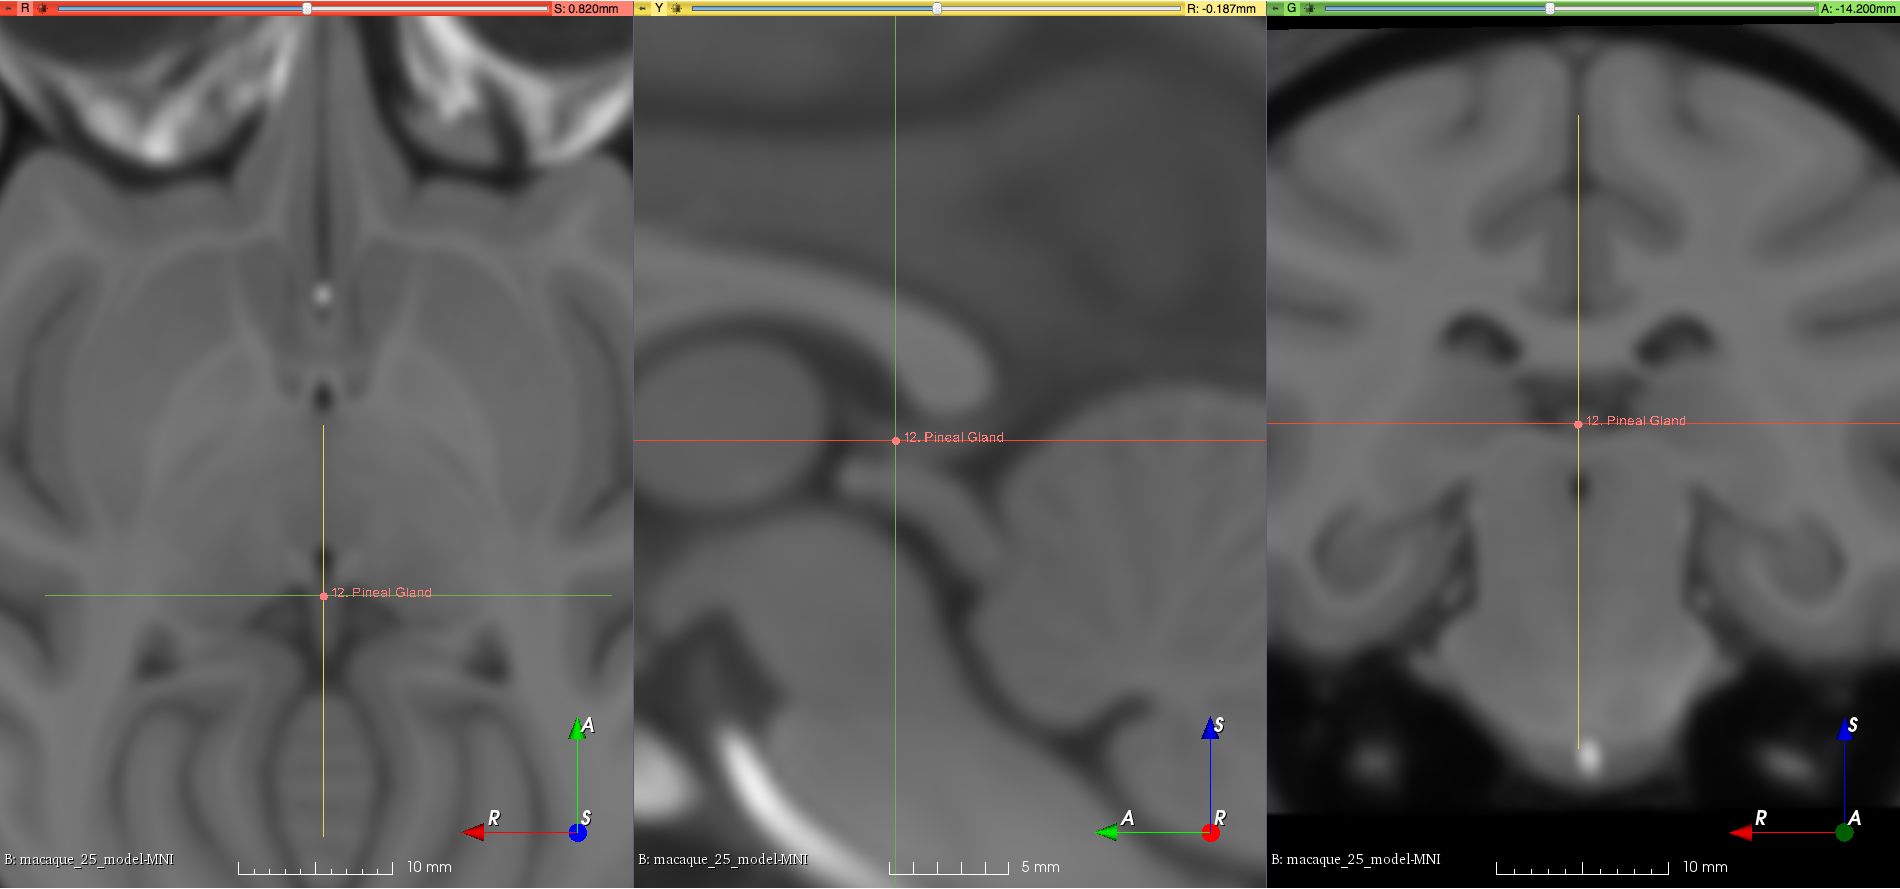 R S: 0.820mm
Y R: -0.187mm
G A: -14.200mm
12. Pineal Gland
12. Pineal Gland
12. Pineal Gland
A
R S
S
A R
S
R A
B: macaque_25_model-MNI
10 mm
B: macaque_25_model-MNI
5 mm
B: macaque_25_model-MNI
10 mm